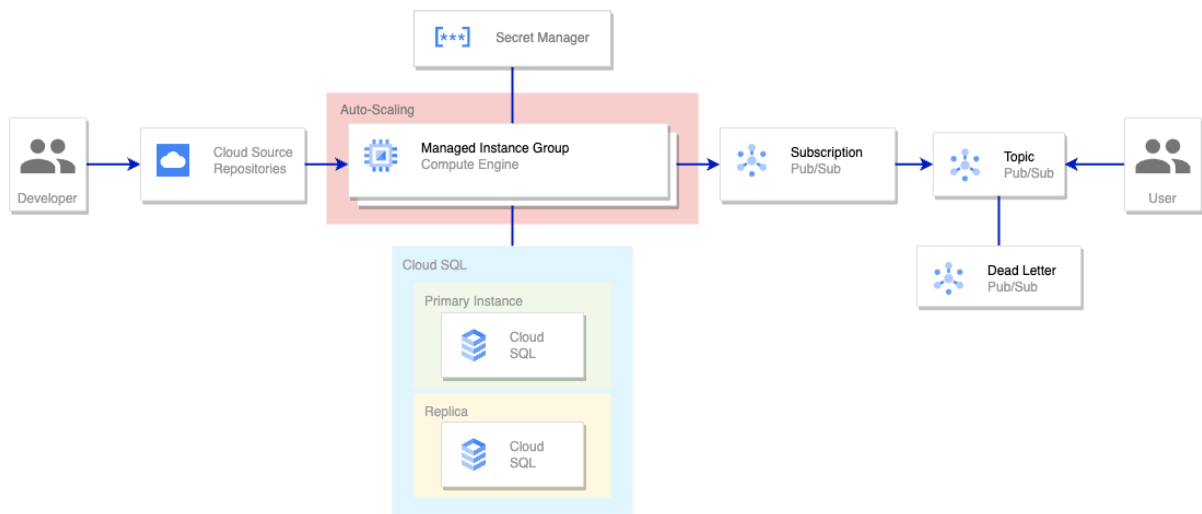 [***] Secret Manager
Auto-Scaling
Developer
Cloud Source
Repositories
Managed Instance Group
Compute Engine
Subscription
Pub/Sub
Topic
Pub/Sub
User
Dead Letter
Pub/Sub
Cloud SQL
Primary Instance
Cloud
SQL
Replica
Cloud
SQL